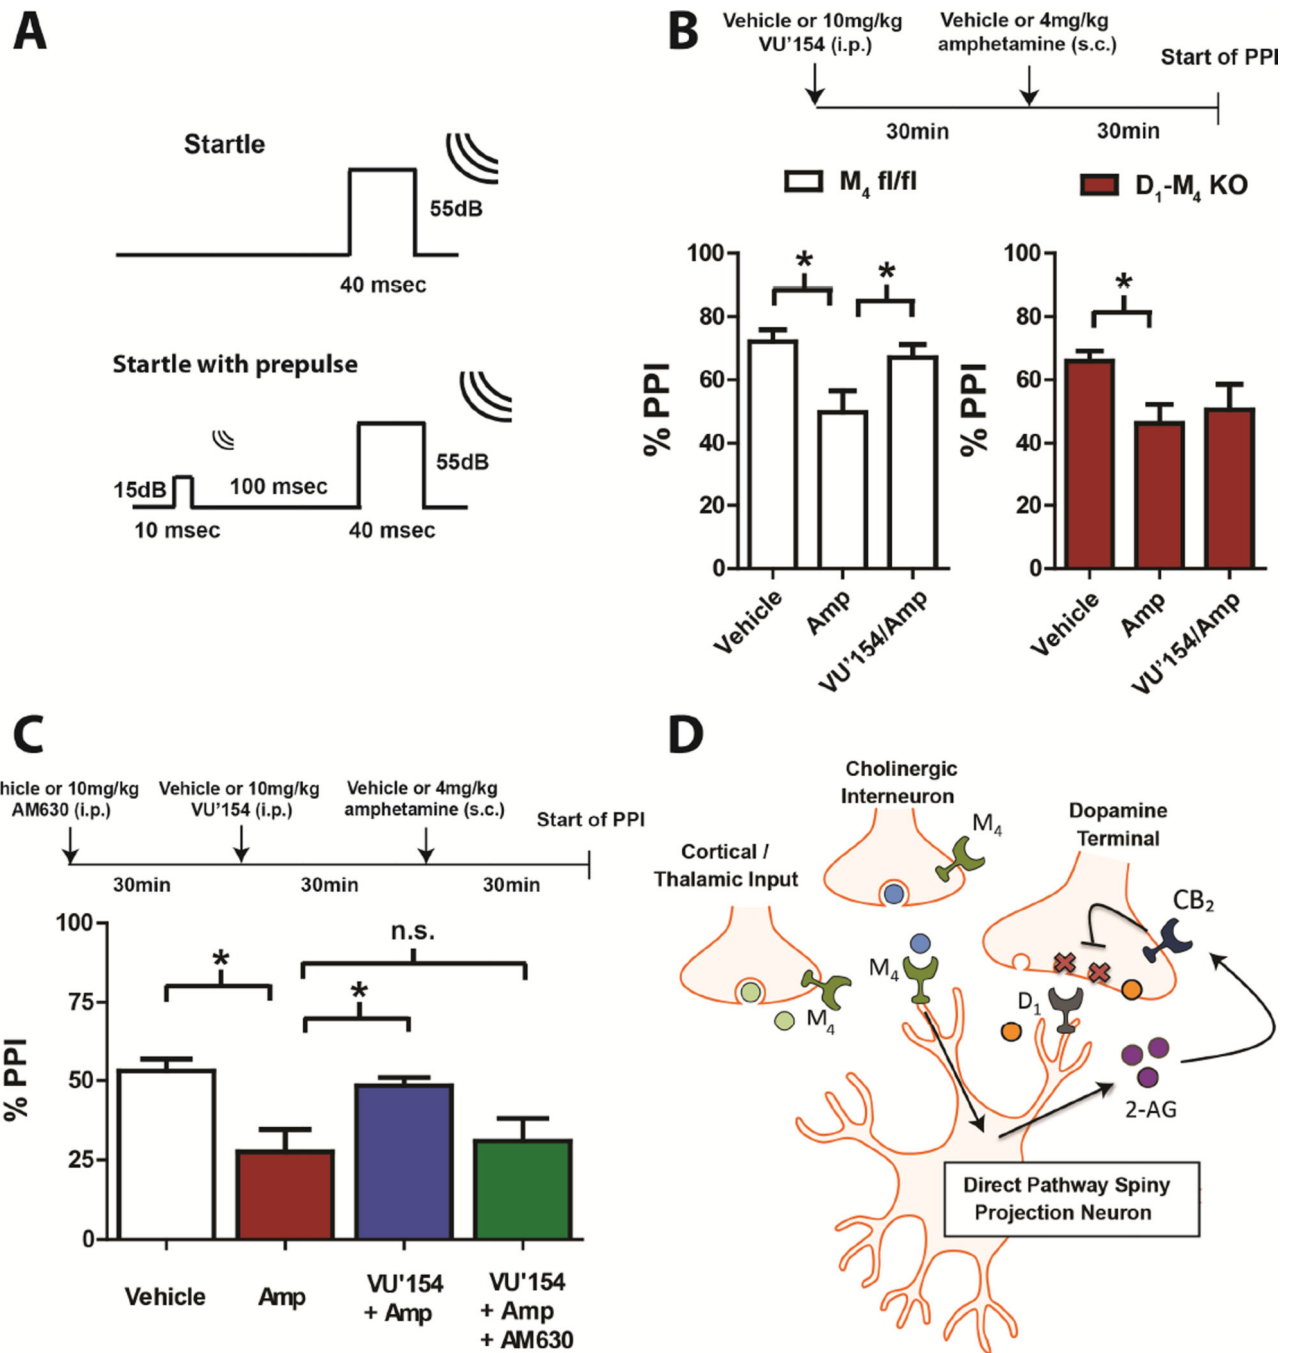 A
Startle
55dB
40 msec
Startle with prepulse
15dB
100 msec
55dB
10 msec
40 msec
B
Vehicle or 10mg/kg
VU'154 (i.p.)
Vehicle or 4mg/kg
amphetamine (s.c.)
Start of PPI
30min
30min
M4 fl/fl
D1-M4 KO
% PPI
100
80
60
40
20
0
*
*
Vehicle
Amp
VU'154/Amp
% PPI
100
80
60
40
20
0
*
Vehicle
Amp
VU'154/Amp
C
hicle or 10mg/kg
AM630 (i.p.)
Vehicle or 10mg/kg
VU'154 (i.p.)
Vehicle or 4mg/kg
amphetamine (s.c.)
Start of PPI
30min
30min
30min
% PPI
100
75
50
25
0
*
*
n.s.
Vehicle
Amp
VU'154
+ Amp
VU'154
+ Amp
+ AM630
D
Cholinergic
Interneuron
M4
Dopamine
Terminal
Cortical /
Thalamic Input
CB2
M4
D1
M4
2-AG
Direct Pathway Spiny
Projection Neuron